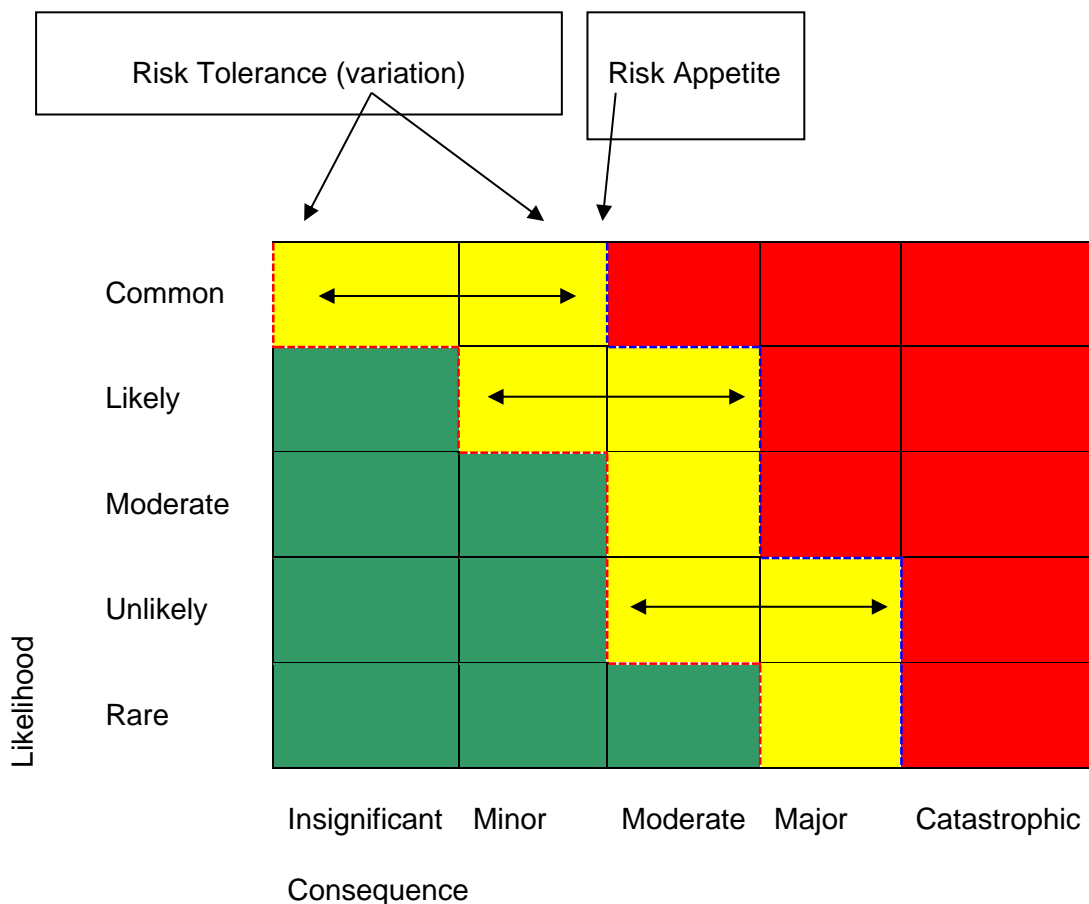 Risk Tolerance (variation)
Risk Appetite
Common
Likely
Moderate
Unlikely
Rare
Likelihood
Insignificant Minor Moderate Major Catastrophic
Consequence